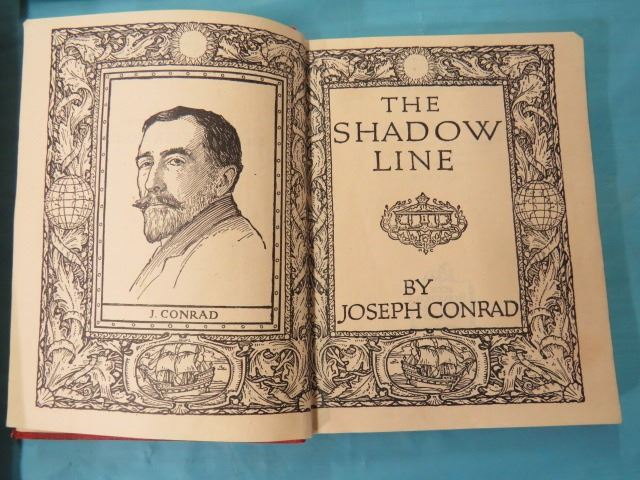 J. CONRAD
THE
SHADOW
LINE
BY
JOSEPH CONRAD